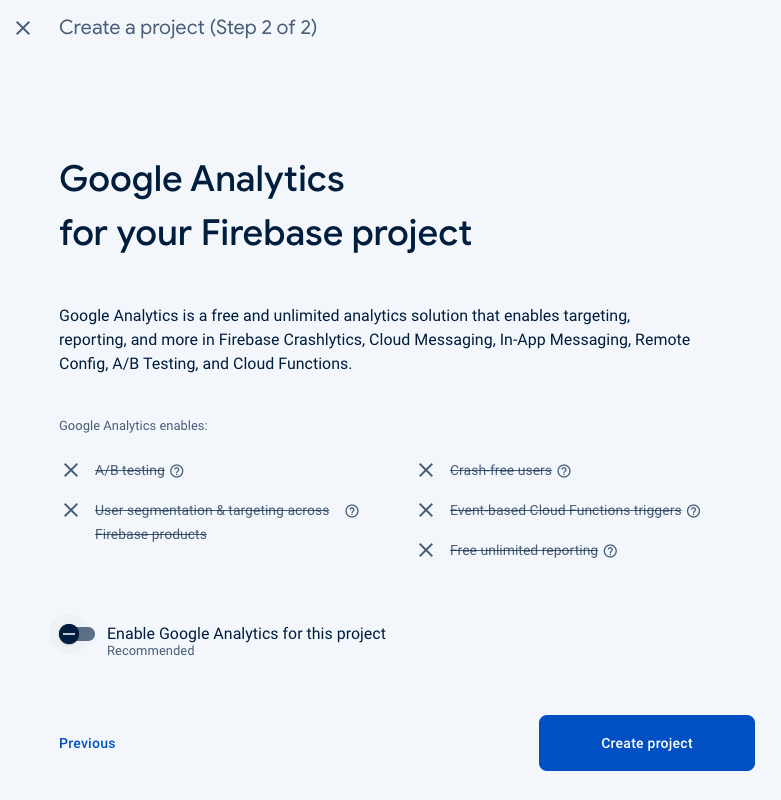 Create a project (Step 2 of 2)
Google Analytics
for your Firebase project
Google Analytics is a free and unlimited analytics solution that enables targeting,
reporting, and more in Firebase Crashlytics, Cloud Messaging, In-App Messaging, Remote
Config, A/B Testing, and Cloud Functions.
Google Analytics enables:
A/B testing
User segmentation & targeting across
Firebase products
Crash-free users
Event-based Cloud Functions triggers
Free unlimited reporting
Enable Google Analytics for this project
Recommended
Previous
Create project